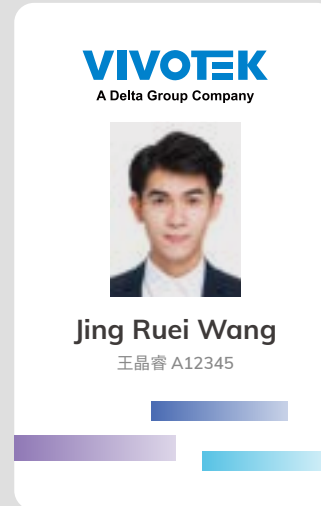 VIVOTEK
A Delta Group Company
Jing Ruei Wang
王晶睿 A12345